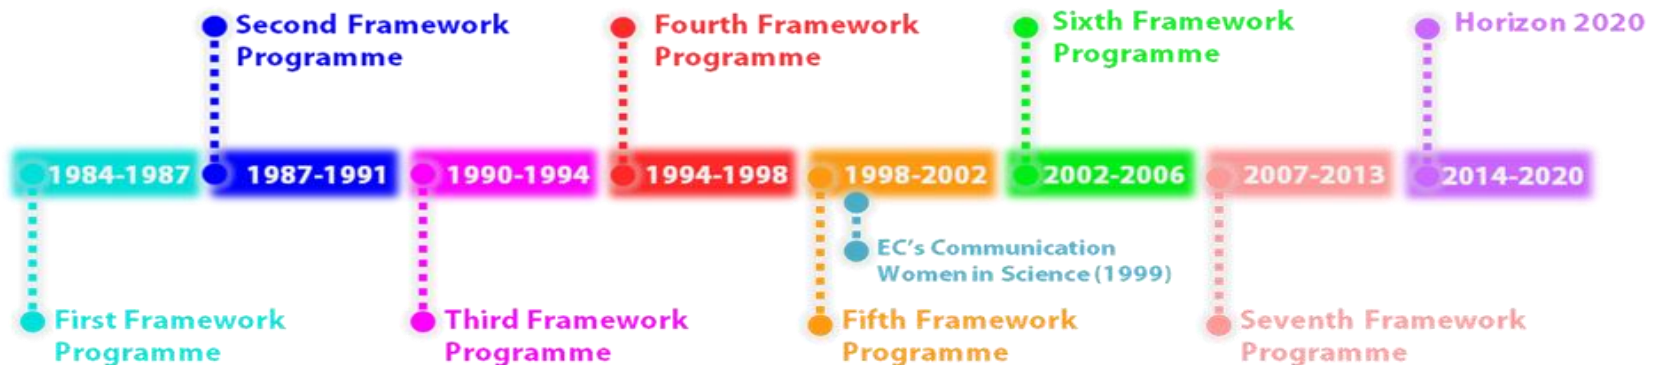 Second Framework
Programme
Fourth Framework
Programme
Sixth Framework
Programme
Horizon 2020
1984-1987
1987-1991
1990-1994
1994-1998
1998-2002
2002-2006
2007-2013
2014-2020
EC's Communication
Women in Science (1999)
First Framework
Programme
Third Framework
Programme
Fifth Framework
Programme
Seventh Framework
Programme